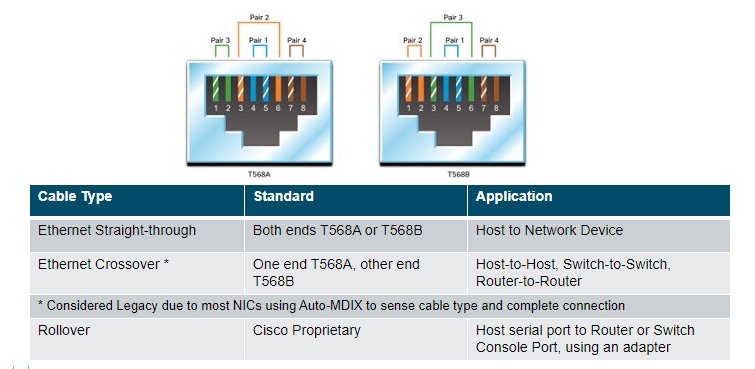 Pair 2
Pair 3 Pair 1 Pair 4
1 2 3 4 5 6 7 8
T568A
Pair 3
Pair 2 Pair 1 Pair 4
1 2 3 4 5 6 7 8
T568B
Cable Type Standard Application
Ethernet Straight-through Both ends T568A or T568B Host to Network Device
Ethernet Crossover * One end T568A, other end Host-to-Host, Switch-to-Switch,
T568B Router-to-Router
* Considered Legacy due to most NICs using Auto-MDIX to sense cable type and complete connection
Rollover Cisco Proprietary Host serial port to Router or Switch
Console Port, using an adapter